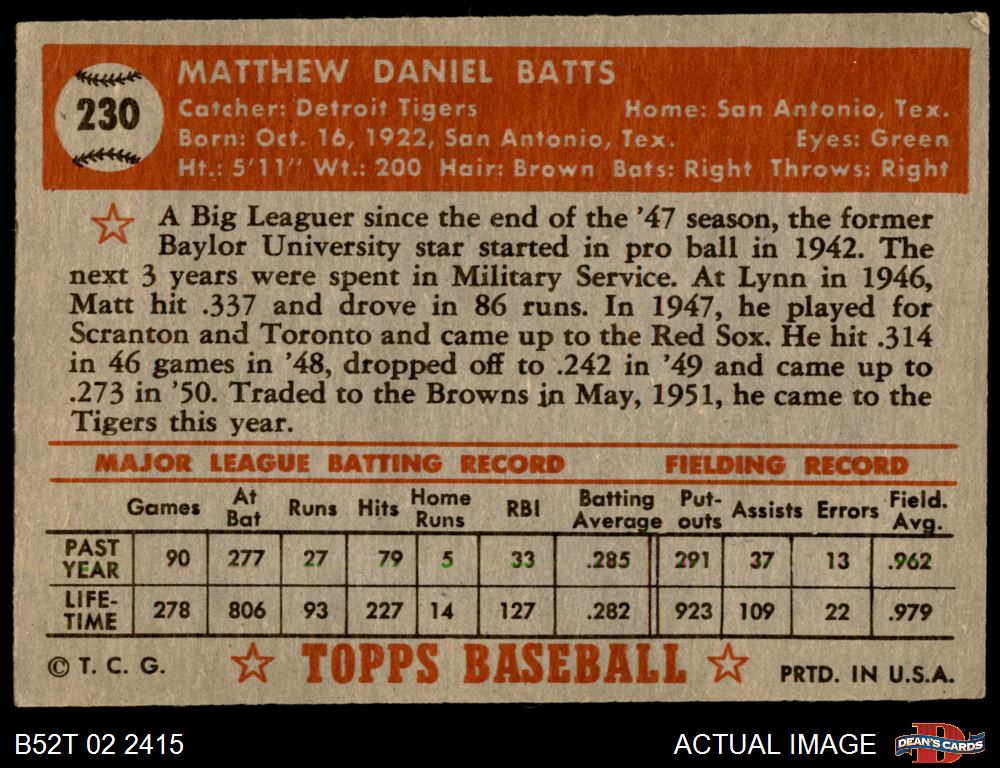 230
MATTHEW DANIEL BATTS
Catcher: Detroit Tigers Home: San Antonio, Tex.
Born: Oct. 16, 1922, San Antonio, Tex. Eyes: Green
Ht.: 5'11" Wt.: 200 Hair: Brown Bats: Right Throws: Right
A Big Leaguer since the end of the '47 season, the former
Baylor University star started in pro ball in 1942. The
next 3 years were spent in Military Service. At Lynn in 1946,
Matt hit .337 and drove in 86 runs. In 1947, he played for
Scranton and Toronto and came up to the Red Sox. He hit .314
in 46 games in '48, dropped off to .242 in '49 and came up to
.273 in '50. Traded to the Browns in May, 1951, he came to the
Tigers this year.
MAJOR LEAGUE BATTING RECORD FIELDING RECORD
Games At Bat Runs Hits Home Runs RBI Batting Average Put-outs Assists Errors Field. Avg.
PAST YEAR 90 277 27 79 5 33 .285 291 37 13 .962
LIFE-TIME 278 806 93 227 14 127 .282 923 109 22 .979
© T. C. G. TOPPS BASEBALL PRTD. IN U.S.A.
B52T 02 2415 ACTUAL IMAGE D DEAN'S CARDS